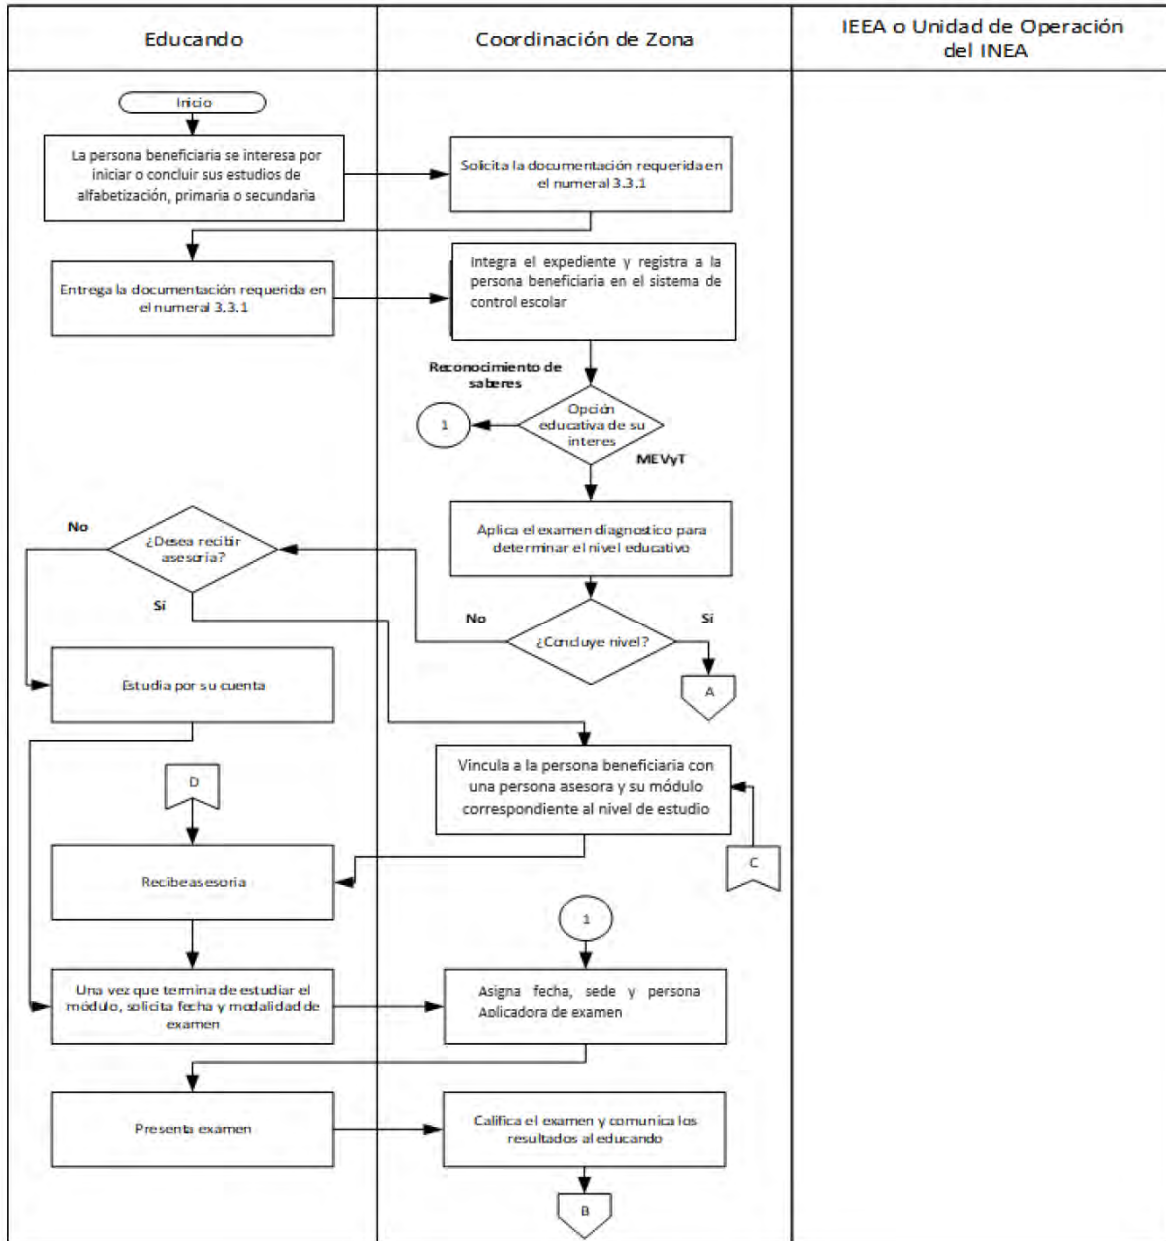 Educando
Coordinación de Zona
IEEA o Unidad de Operación
del INEA
Inicio
La persona beneficiaria se interesa por
iniciar o concluir sus estudios de
alfabetización, primaria o secundaria
Solicita la documentación requerida en
el numeral 3.3.1
Entrega la documentación requerida en
el numeral 3.3.1
Integra el expediente y registra a la
persona beneficiaria en el sistema de
control escolar
Reconocimiento de
saberes
1
Opción
educativa de su
interes
MEVyT
Aplica el examen diagnostico para
determinar el nivel educativo
No
¿Desea recibir
asesoría?
Sí
No
¿Concluye nivel?
Sí
A
Estudia por su cuenta
D
Vincula a la persona beneficiaria con
una persona asesora y su módulo
correspondiente al nivel de estudio
C
Recibe asesoría
1
Una vez que termina de estudiar el
módulo, solicita fecha y modalidad de
examen
Asigna fecha, sede y persona
Aplicadora de examen
Presenta examen
Califica el examen y comunica los
resultados al educando
B